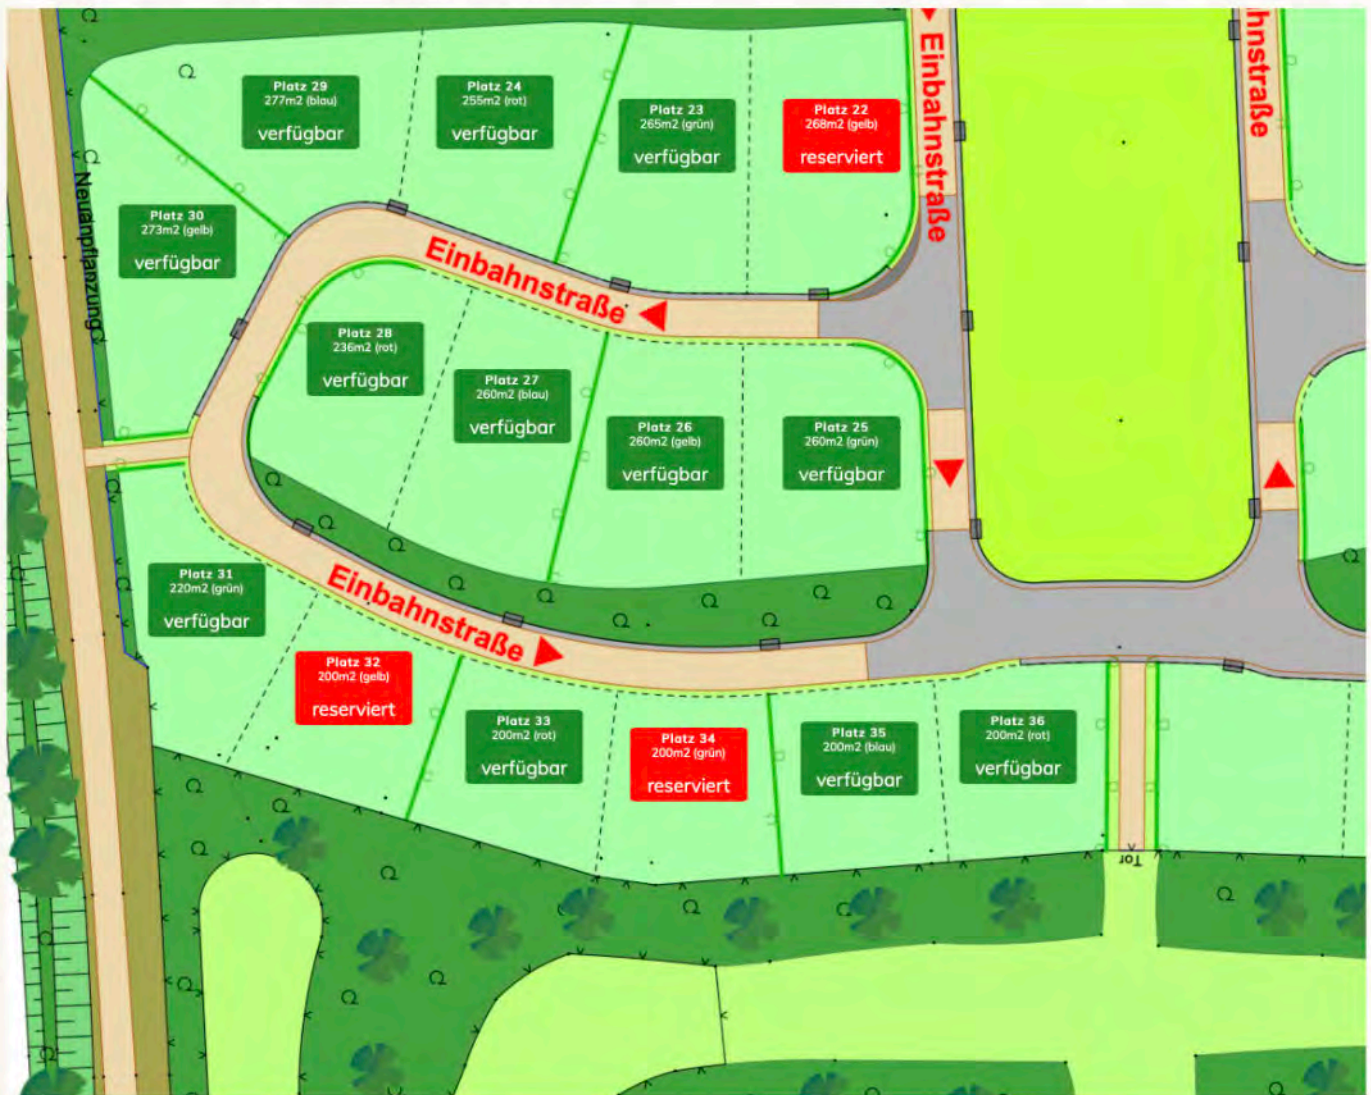 Platz 29
277m2 (blau)
verfügbar
Platz 24
255m2 (rot)
verfügbar
Platz 23
265m2 (grün)
verfügbar
Platz 22
268m2 (gelb)
reserviert
Einbahnstraße
hnstraße
Neuanpflanzung
Platz 30
273m2 (gelb)
verfügbar
Einbahnstraße
Platz 28
236m2 (rot)
verfügbar
Platz 27
260m2 (blau)
verfügbar
Platz 26
260m2 (gelb)
verfügbar
Platz 25
260m2 (grün)
verfügbar
Platz 31
220m2 (grün)
verfügbar
Einbahnstraße
Platz 32
200m2 (gelb)
reserviert
Platz 33
200m2 (rot)
verfügbar
Platz 34
200m2 (grün)
reserviert
Platz 35
200m2 (blau)
verfügbar
Platz 36
200m2 (rot)
verfügbar
Tor